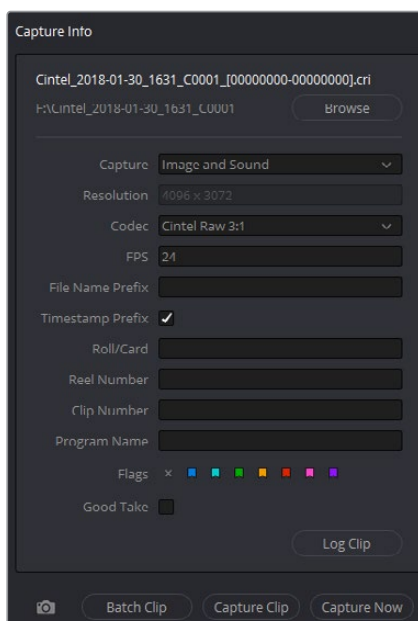 Capture Info
Cintel_2018-01-30_1631_C0001_[00000000-00000000].cri
F:\Cintel_2018-01-30_1631_C0001 Browse
Capture Image and Sound
Resolution 4096 x 3072
Codec Cintel Raw 3:1
FPS 24
File Name Prefix
Timestamp Prefix
Roll/Card
Reel Number
Clip Number
Program Name
Flags ×
Good Take
Log Clip
Batch Clip Capture Clip Capture Now